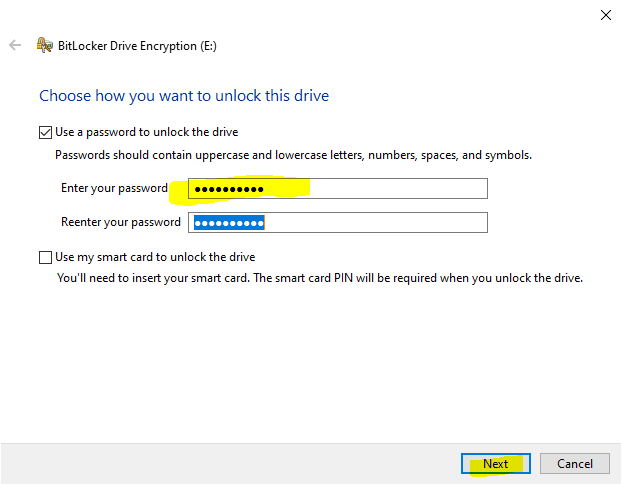 BitLocker Drive Encryption (E:)
Choose how you want to unlock this drive
Use a password to unlock the drive
Passwords should contain uppercase and lowercase letters, numbers, spaces, and symbols.
Enter your password ●●●●●●●●●●
Reenter your password ●●●●●●●●●●
Use my smart card to unlock the drive
You'll need to insert your smart card. The smart card PIN will be required when you unlock the drive.
Next Cancel